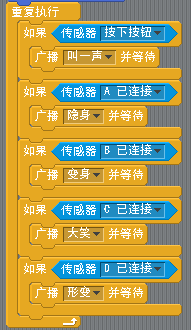 重复执行
如果 传感器 按下按钮
广播 叫一声 并等待
如果 传感器 A 已连接
广播 隐身 并等待
如果 传感器 B 已连接
广播 变身 并等待
如果 传感器 C 已连接
广播 大笑 并等待
如果 传感器 D 已连接
广播 形变 并等待